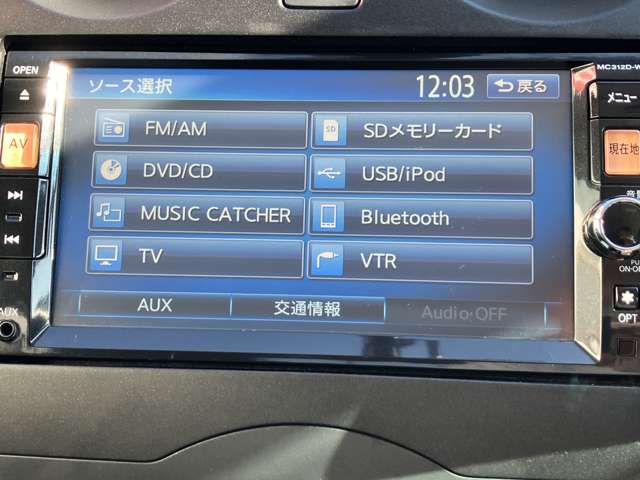 OPEN
MC312D-W
ソース選択
12:03
戻る
メニュー
AV
FM/AM
SDメモリーカード
現在地
DVD/CD
USB/iPod
MUSIC CATCHER
Bluetooth
TV
VTR
AUX
交通情報
Audio OFF
AUX
OPT